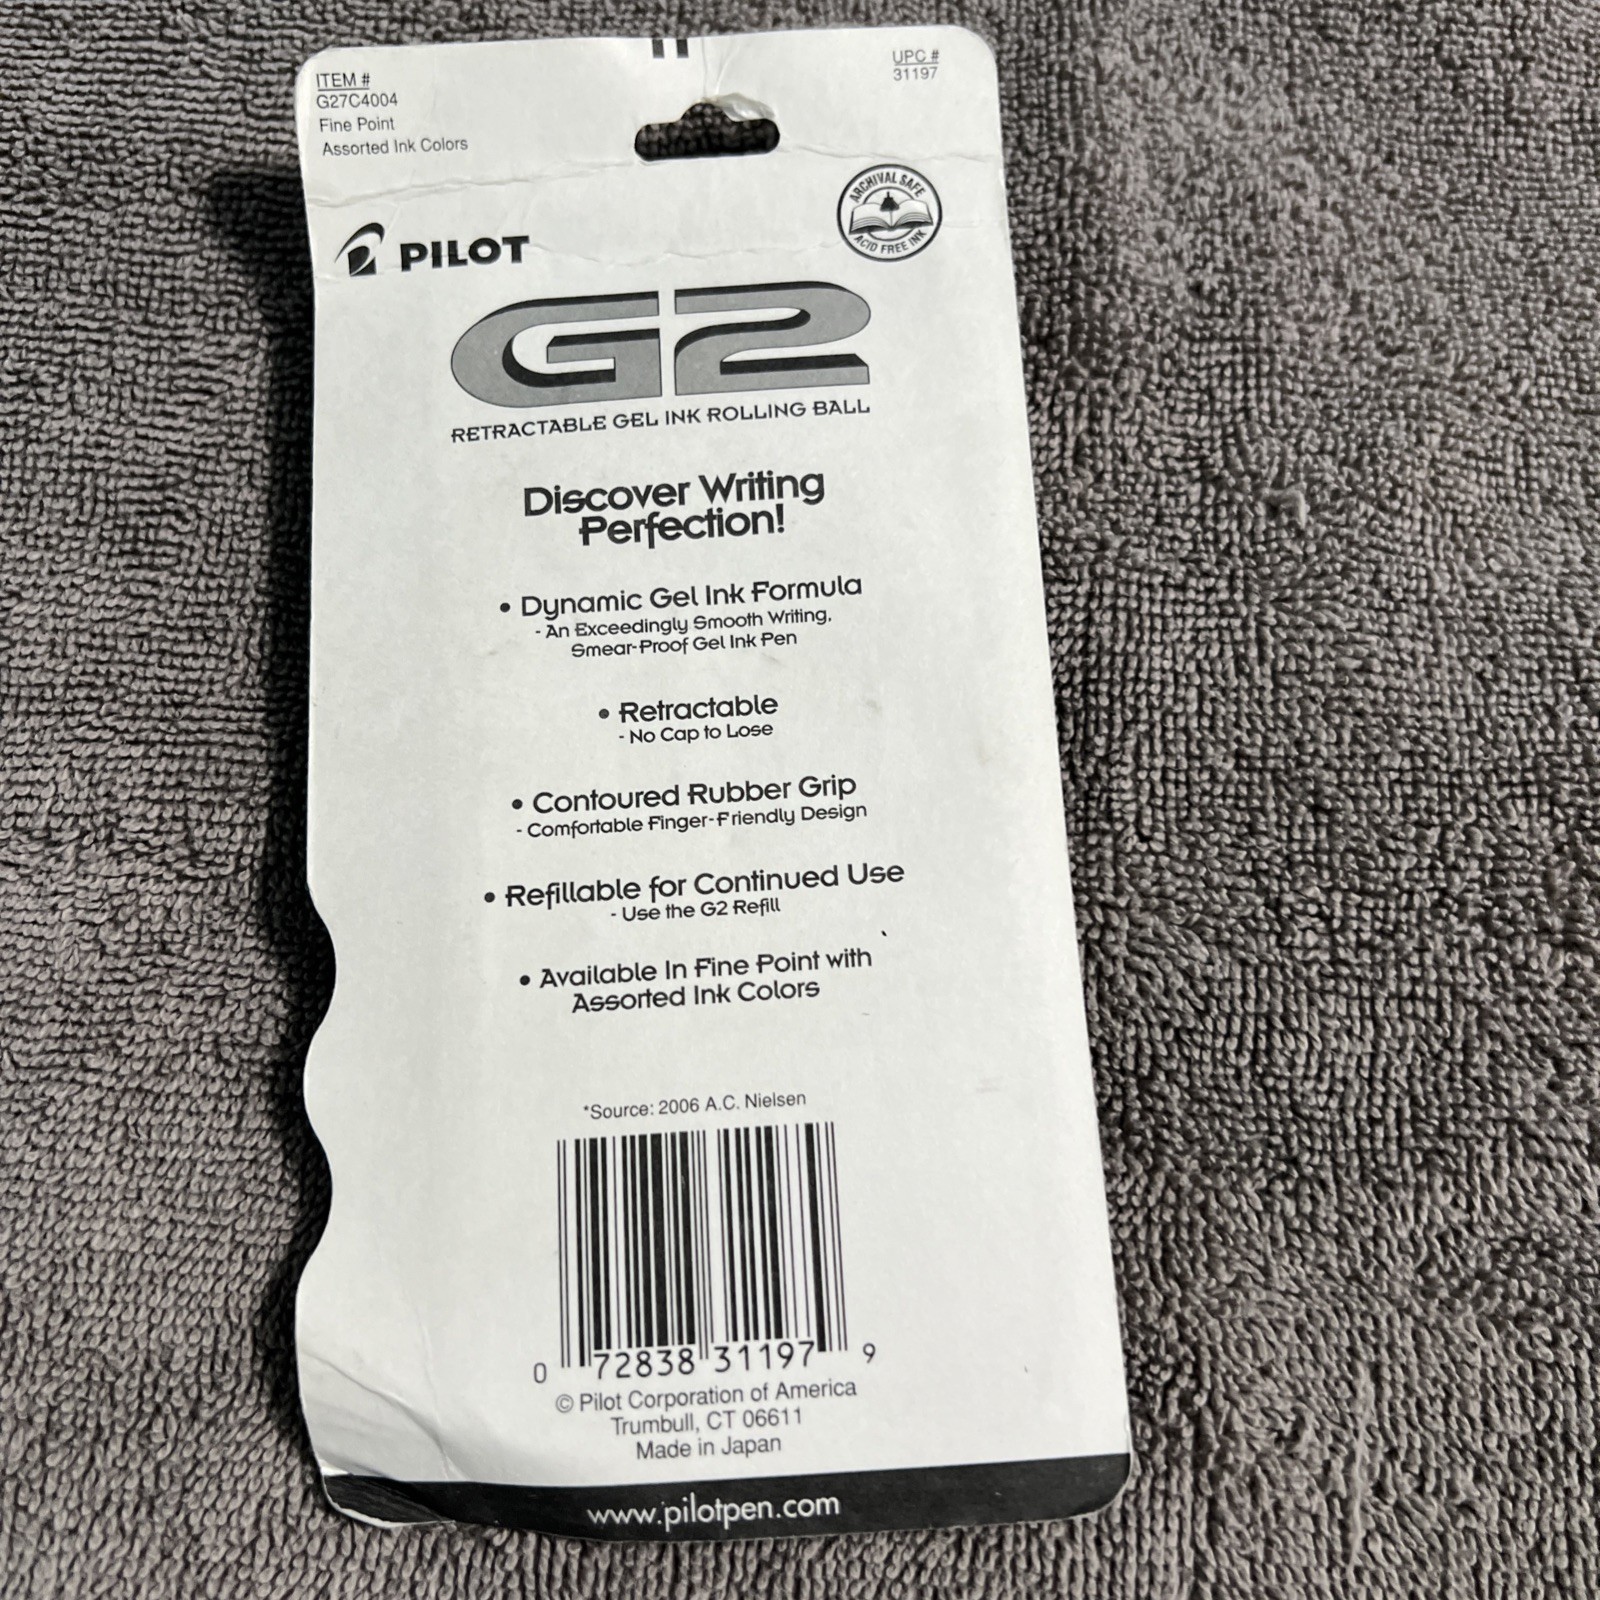 ITEM #
G27C4004
Fine Point
Assorted Ink Colors
UPC #
31197
ARCHIVAL SAFE
ACID FREE INK
PILOT
G2
RETRACTABLE GEL INK ROLLING BALL
Discover Writing
Perfection!
• Dynamic Gel Ink Formula
- An Exceedingly Smooth Writing,
Smear-Proof Gel Ink Pen
• Retractable
- No Cap to Lose
• Contoured Rubber Grip
- Comfortable Finger-Friendly Design
• Refillable for Continued Use
- Use the G2 Refill
• Available In Fine Point with
Assorted Ink Colors
*Source: 2006 A.C. Nielsen
0 72838 31197 9
© Pilot Corporation of America
Trumbull, CT 06611
Made in Japan
www.pilotpen.com